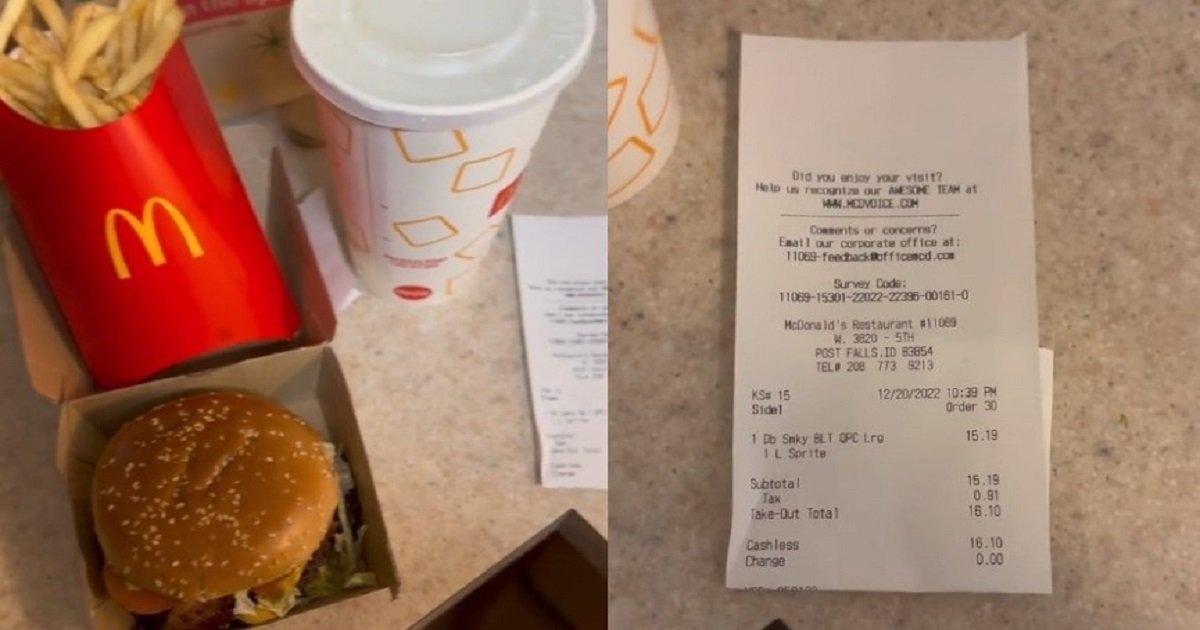 Did you enjoy your visit?
Help us recognize our AWESOME TEAM at
WWW.MCDVOICE.COM
Comments or concerns?
Email our corporate office at:
11069-feedback@officemcd.com
Survey Code:
11069-15301-22022-22396-00161-0
McDonald's Restaurant #11069
W. 3820 - 5TH
POST FALLS,ID 83854
TEL# 208 773 9213
KS# 15 12/20/2022 10:39 PM
Side1 Order 30
1 Db Smky BLT QPC Lrg 15.19
1 L Sprite
Subtotal 15.19
Tax 0.91
Take-Out Total 16.10
Cashless 16.10
Change 0.00